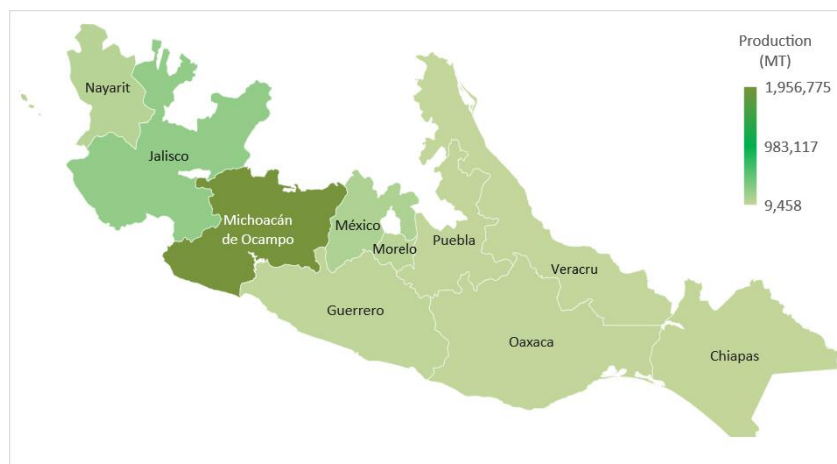 Production
(MT)
1,956,775
983,117
9,458
Nayarit
Jalisco
Michoacán
de Ocampo
México
Morelo
Puebla
Veracru
Guerrero
Oaxaca
Chiapas